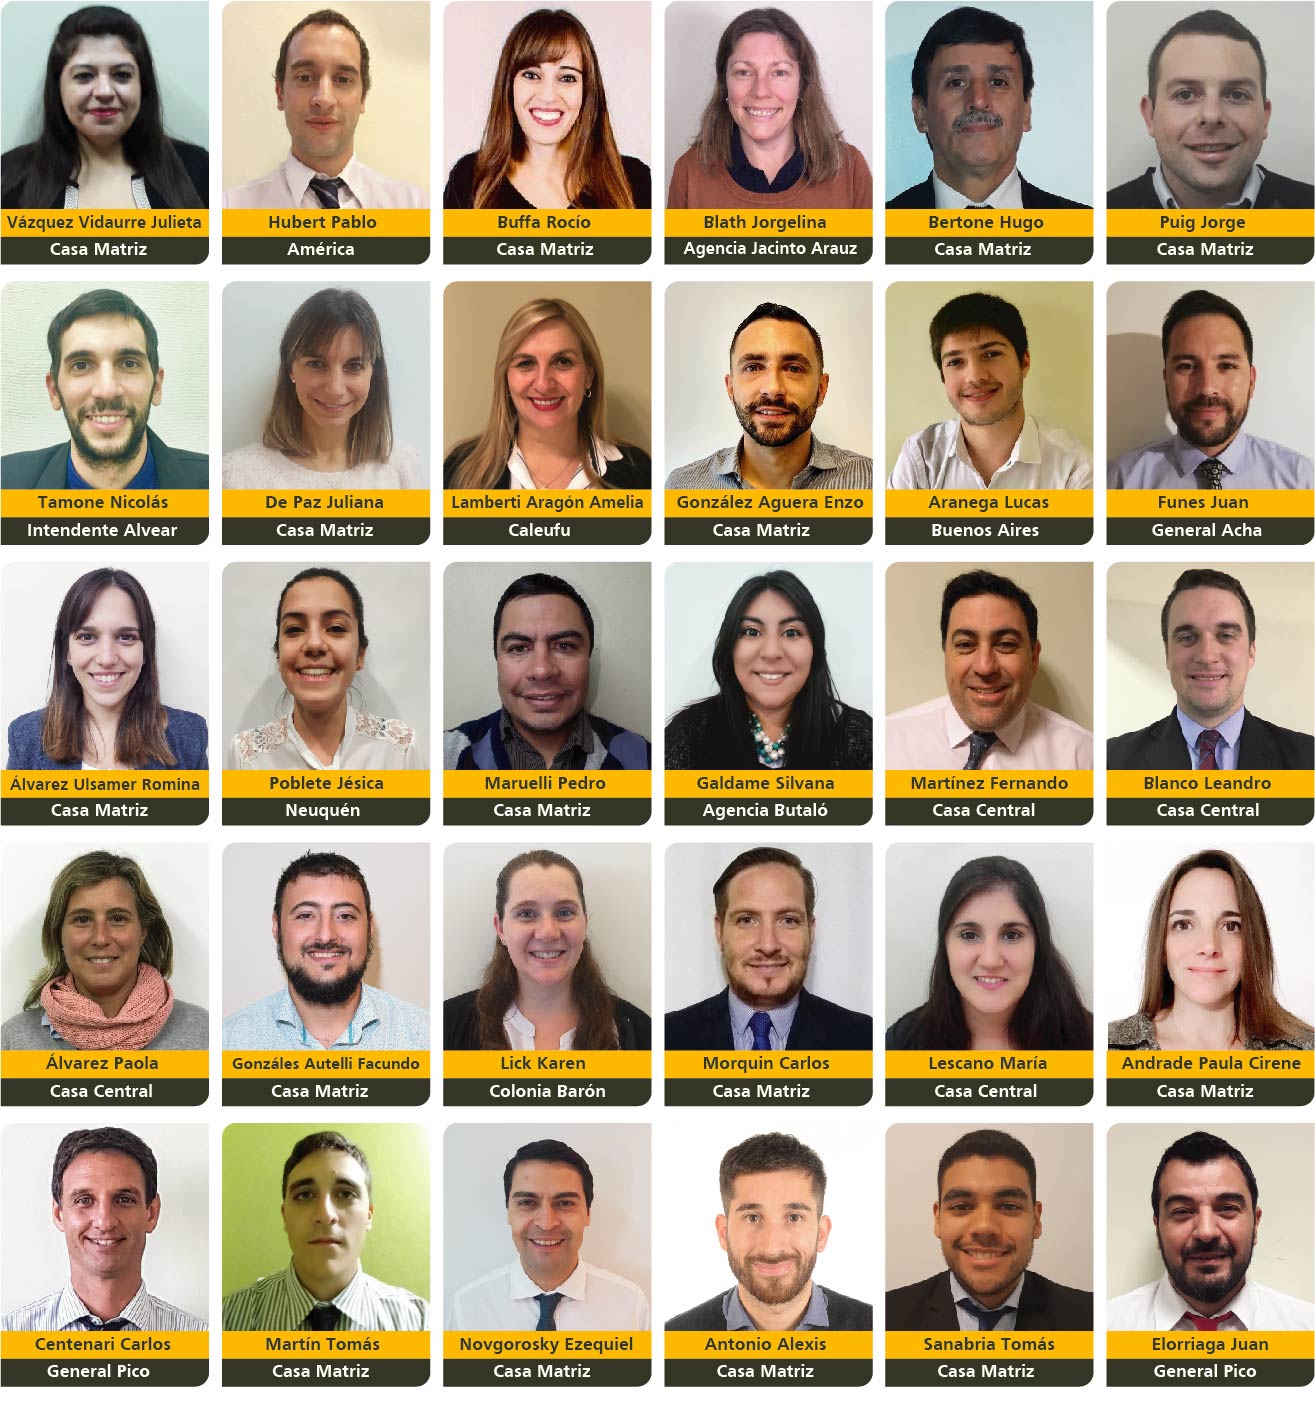 Vázquez Vidaurre Julieta
Casa Matriz
Hubert Pablo
América
Buffa Rocío
Casa Matriz
Blath Jorgelina
Agencia Jacinto Arauz
Bertone Hugo
Casa Matriz
Puig Jorge
Casa Matriz
Tamone Nicolás
Intendente Alvear
De Paz Juliana
Casa Matriz
Lamberti Aragón Amelia
Caleufu
González Aguera Enzo
Casa Matriz
Aranega Lucas
Buenos Aires
Funes Juan
General Acha
Álvarez Ulsamer Romina
Casa Matriz
Poblete Jésica
Neuquén
Maruelli Pedro
Casa Matriz
Galdame Silvana
Agencia Butaló
Martínez Fernando
Casa Central
Blanco Leandro
Casa Central
Álvarez Paola
Casa Central
Gonzáles Autelli Facundo
Casa Matriz
Lick Karen
Colonia Barón
Morquin Carlos
Casa Matriz
Lescano María
Casa Central
Andrade Paula Cirene
Casa Matriz
Centenari Carlos
General Pico
Martín Tomás
Casa Matriz
Novgorosky Ezequiel
Casa Matriz
Antonio Alexis
Casa Matriz
Sanabria Tomás
Casa Matriz
Elorriaga Juan
General Pico